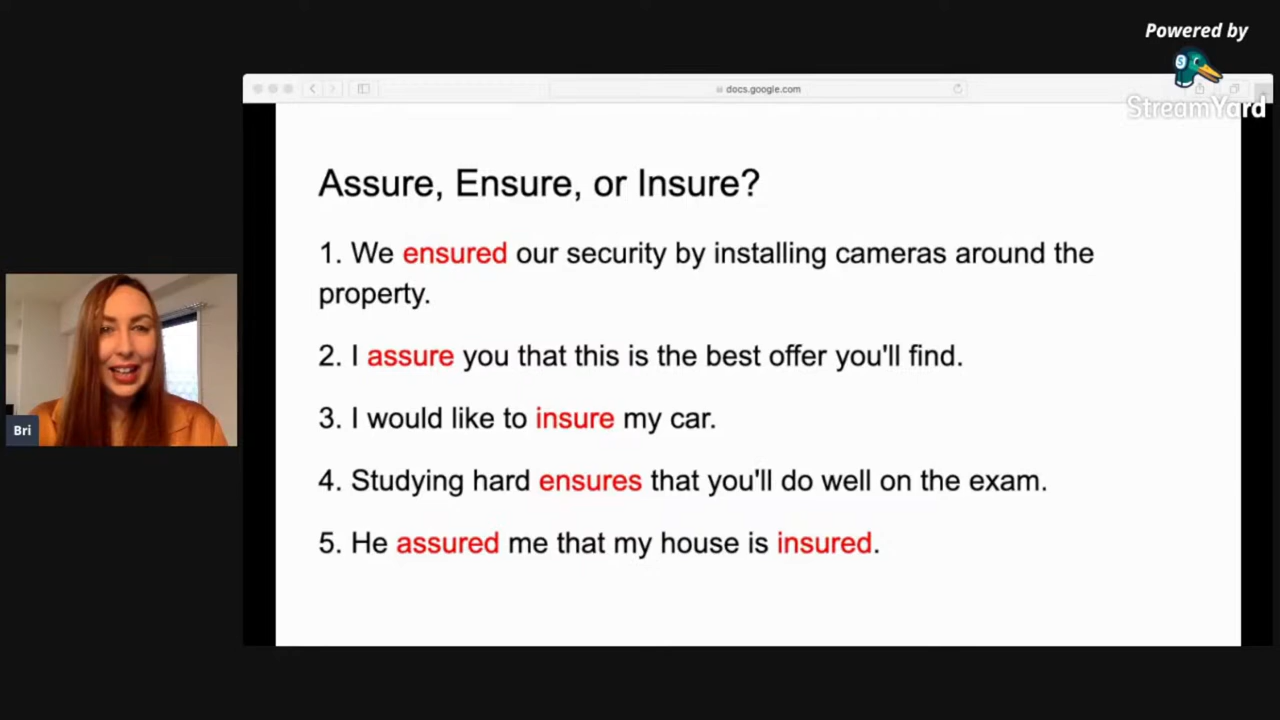 Powered by
StreamYard
docs.google.com
Assure, Ensure, or Insure?
1. We ensured our security by installing cameras around the
property.
2. I assure you that this is the best offer you'll find.
3. I would like to insure my car.
4. Studying hard ensures that you'll do well on the exam.
5. He assured me that my house is insured.
Bri